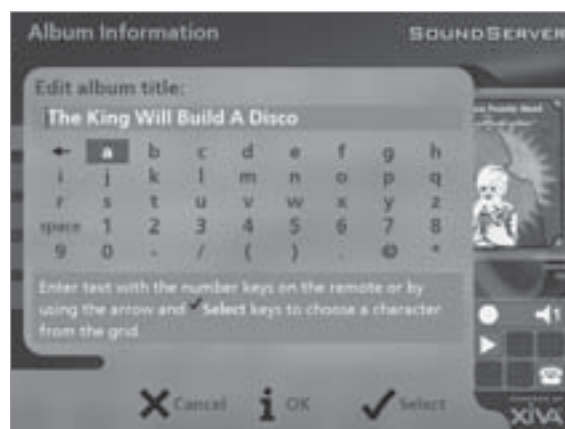 Album Information
SOUNDSERVER
Edit album title:
The King Will Build A Disco
← a b c d e f g h
i j k l m n o p q
r s t u v w x y z
space 1 2 3 4 5 6 7 8
9 0 - / ( ) . @ *
Enter text with the number keys on the remote or by
using the arrow and ✓Select keys to choose a character
from the grid
1
Cancel
i OK
Select
XiVA